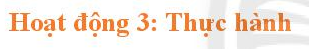 Hoạt động 3: Thực hành